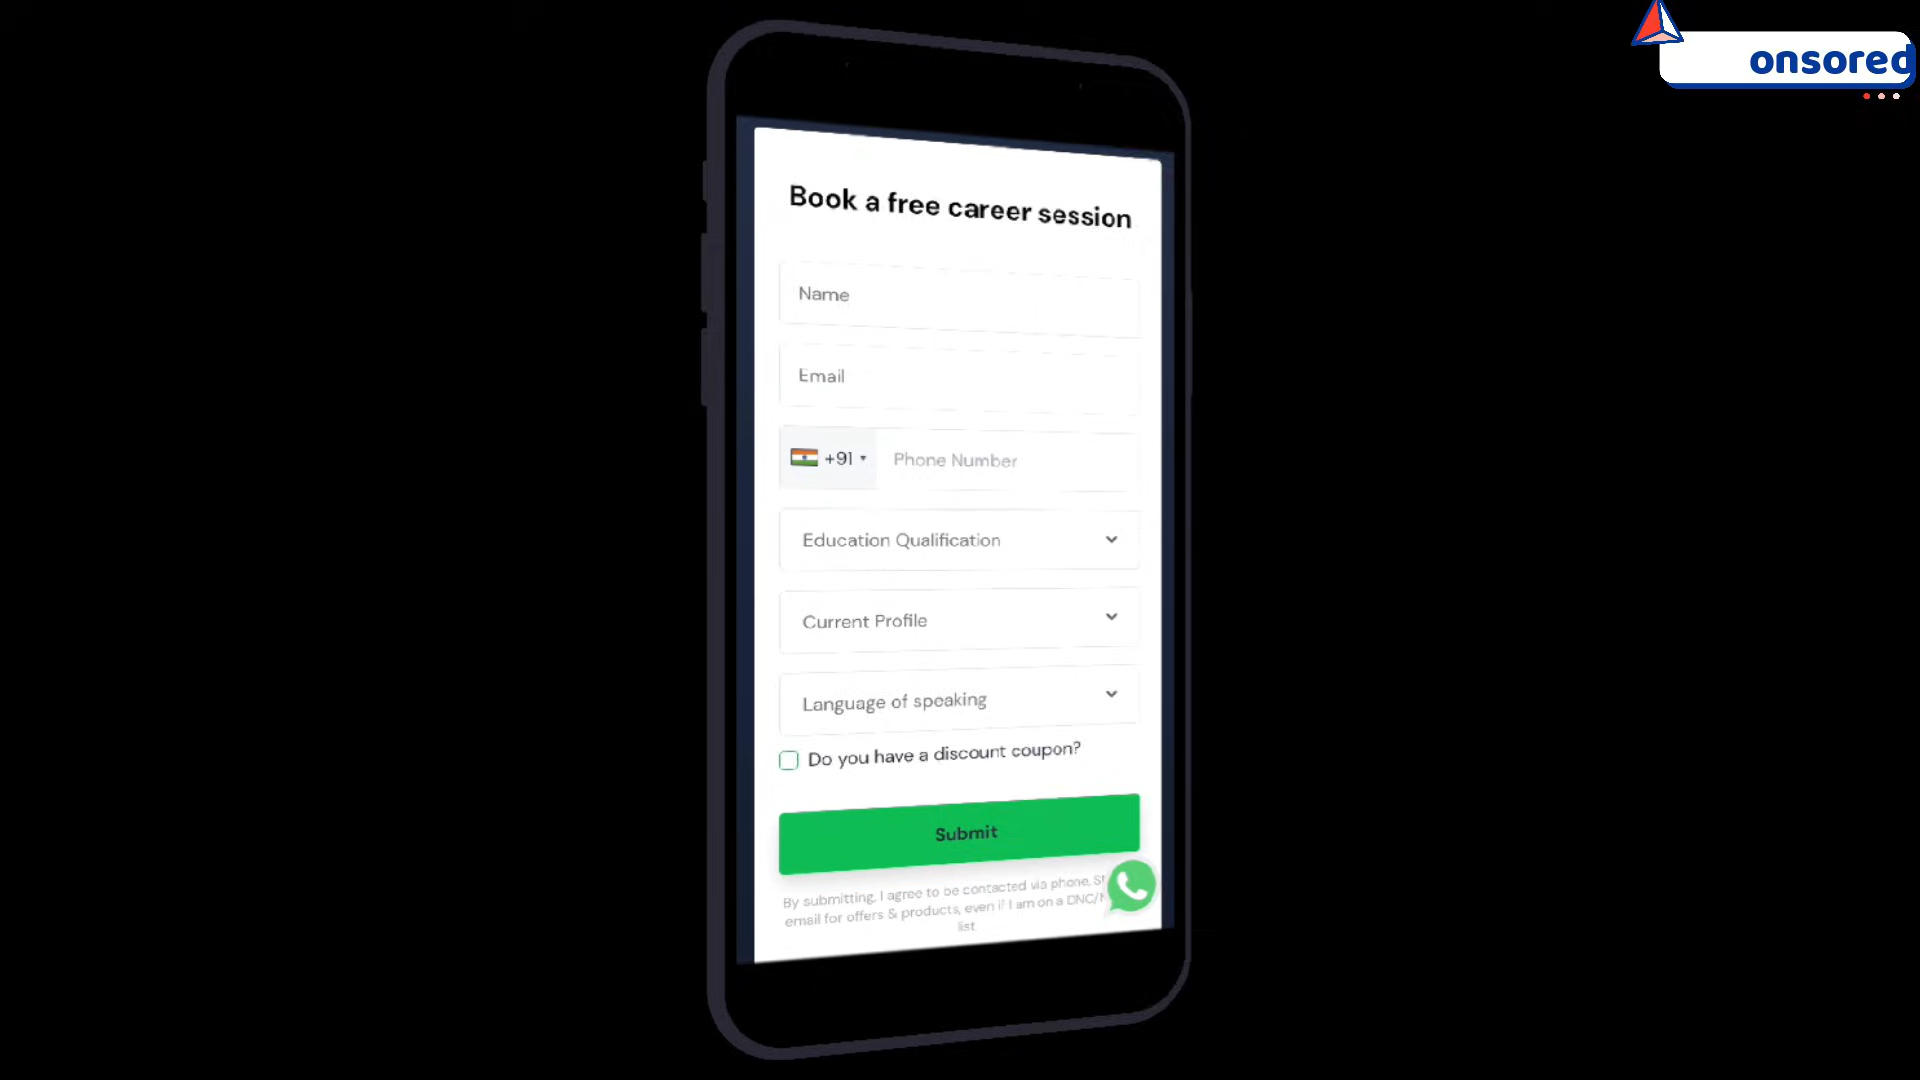 onsored
Book a free career session
Name
Email
+91
Phone Number
Education Qualification
Current Profile
Language of speaking
Do you have a discount coupon?
Submit
By submitting, I agree to be contacted via phone,
email for offers & products, even if I am on a DNC/
list